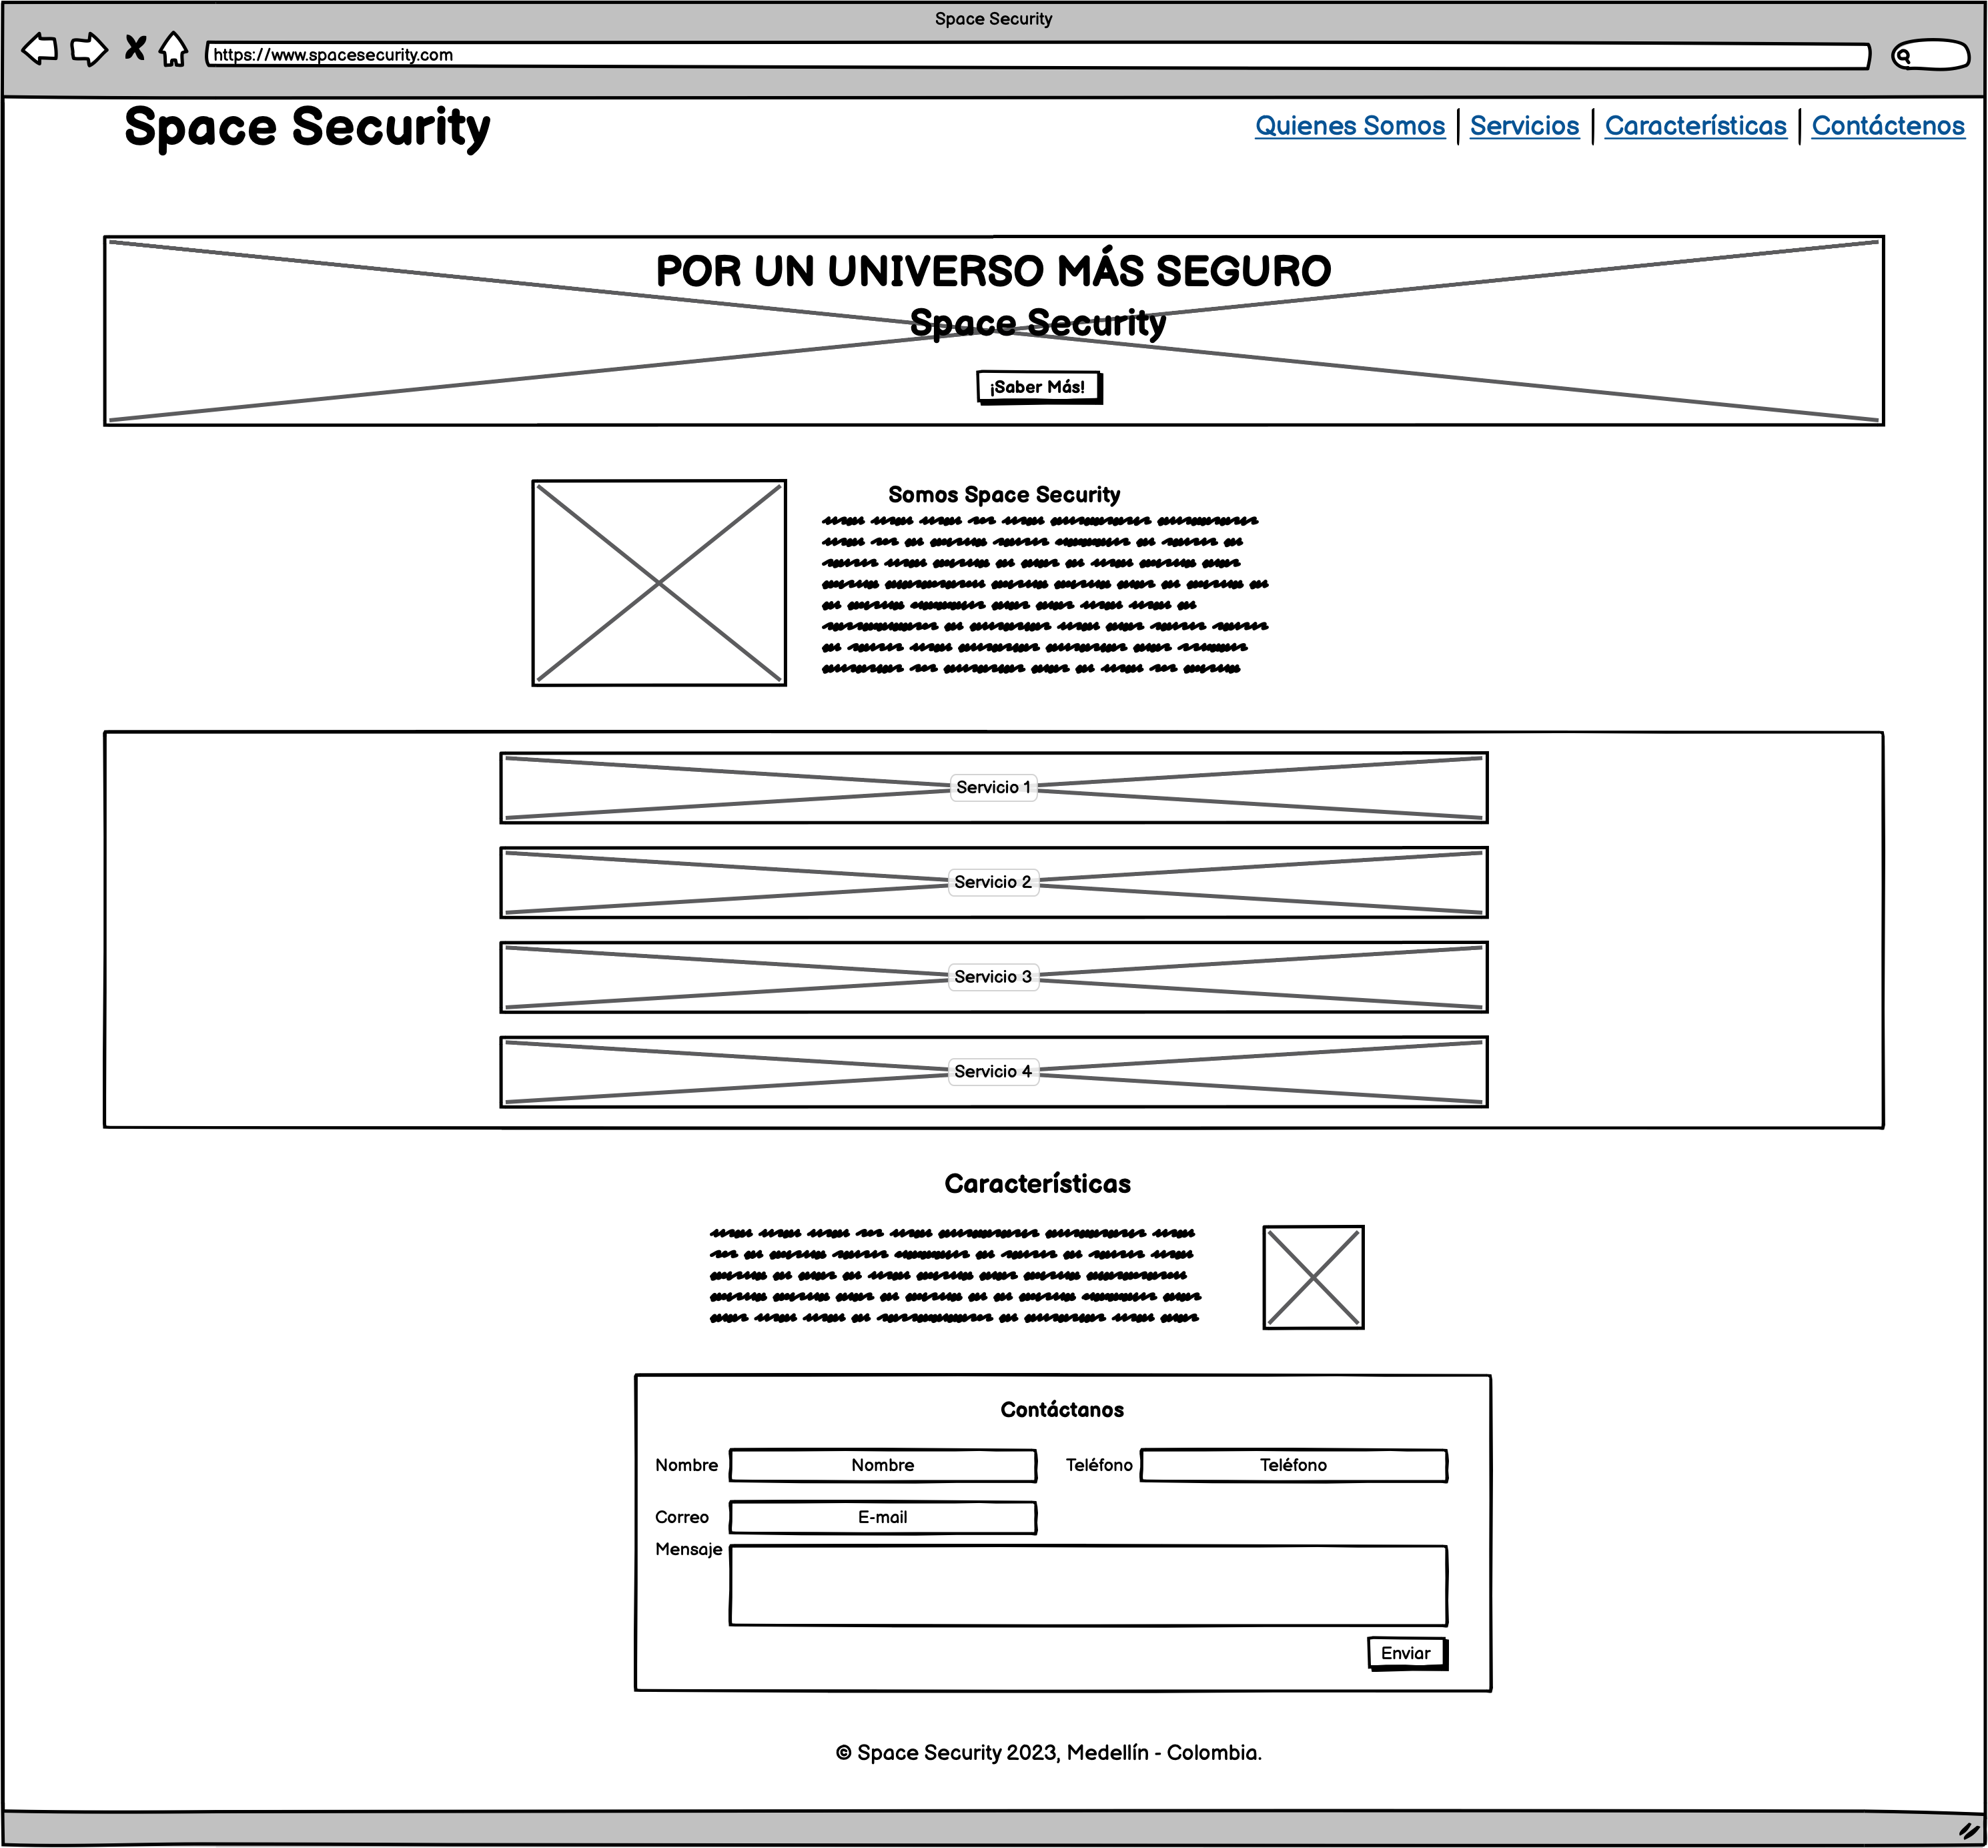 Space Security
https://www.spacesecurity.com
Space Security
Quienes Somos | Servicios | Características | Contáctenos
POR UN UNIVERSO MÁS SEGURO
Space Security
¡Saber Más!
Somos Space Security
Servicio 1
Servicio 2
Servicio 3
Servicio 4
Características
Contáctanos
Nombre Nombre Teléfono Teléfono
Correo E-mail
Mensaje
Enviar
© Space Security 2023, Medellín - Colombia.